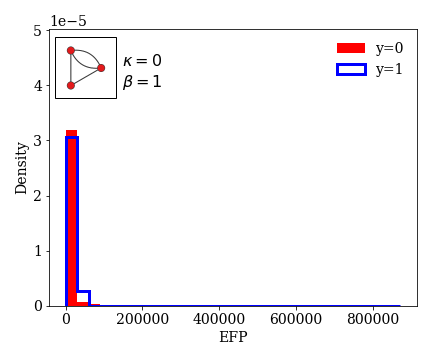 1e−5
κ = 0
β = 1
y=0
y=1
5
4
3
2
1
0
Density
0 200000 400000 600000 800000
EFP